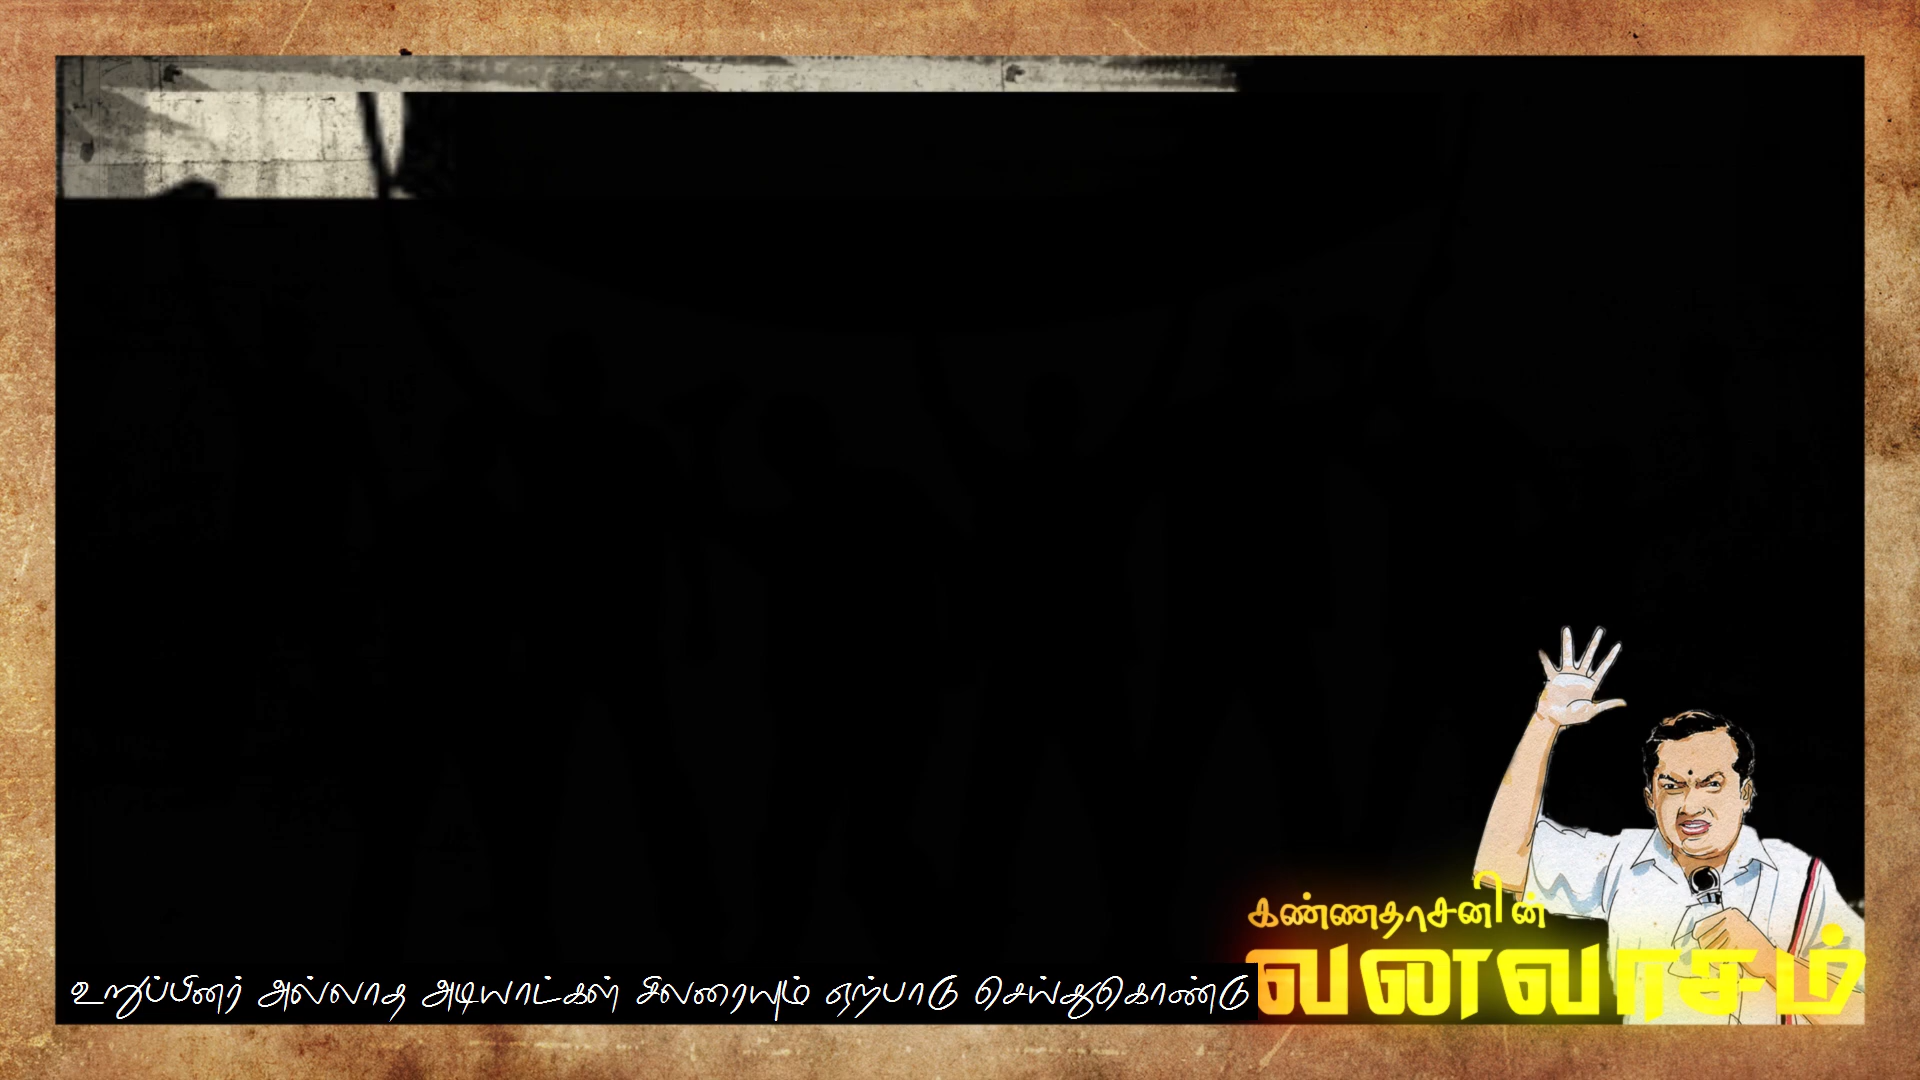 கண்ணதாசனின்
வனவாசம்
உறுப்பினர் அல்லாத அடியாட்கள் சிலரையும் ஏற்பாடு செய்துகொண்டு